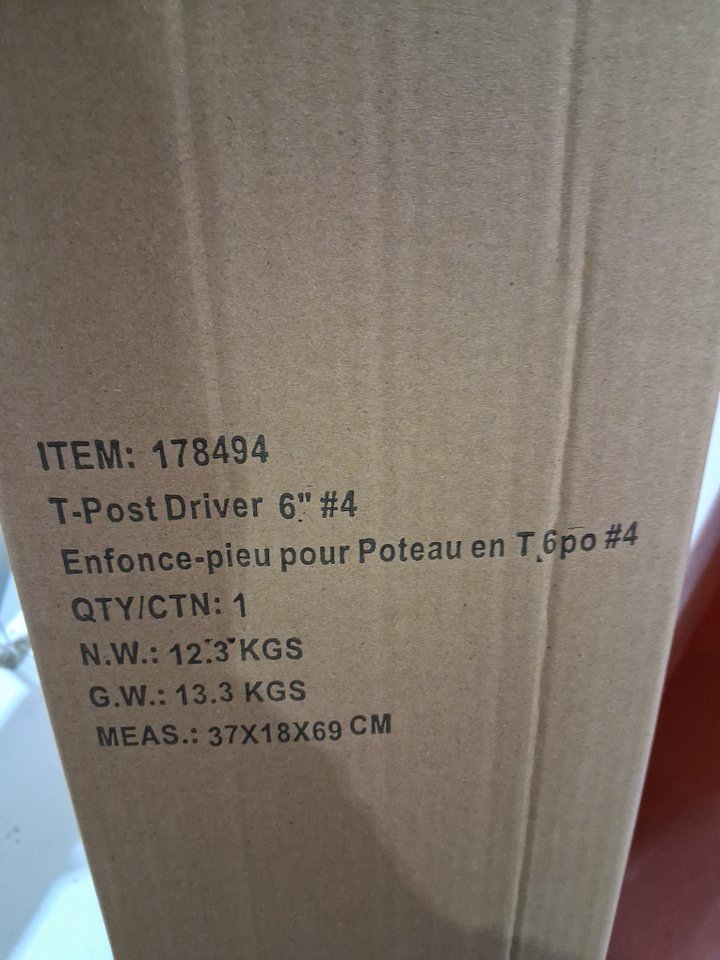 ITEM: 178494
T-Post Driver 6" #4
Enfonce-pieu pour Poteau en T, 6po #4
QTY/CTN: 1
N.W.: 12.3 KGS
G.W.: 13.3 KGS
MEAS.: 37X18X69 CM